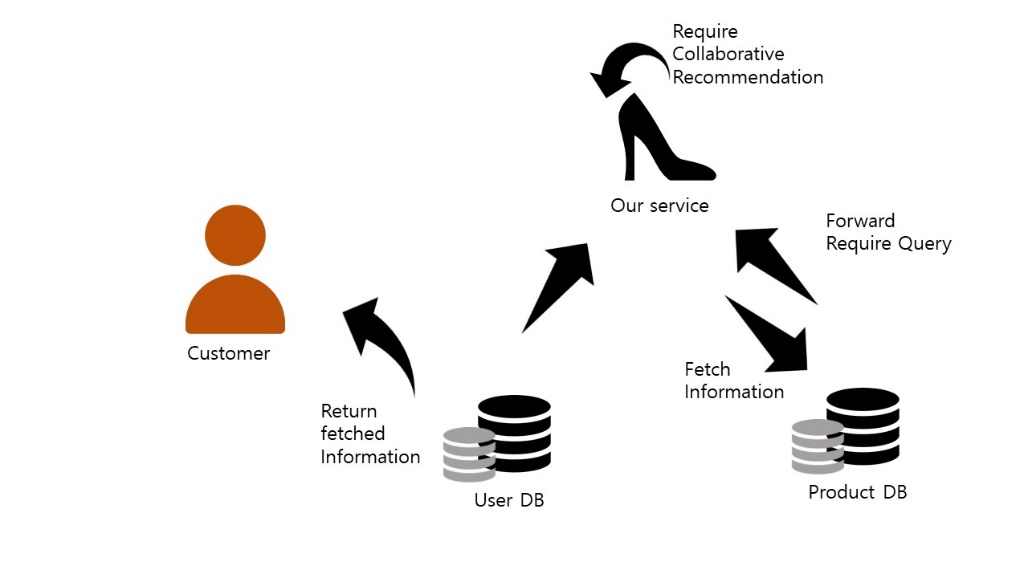 Require
Collaborative
Recommendation
Our service
Forward
Require Query
Customer
Fetch
Information
Return
fetched
Information
User DB
Product DB